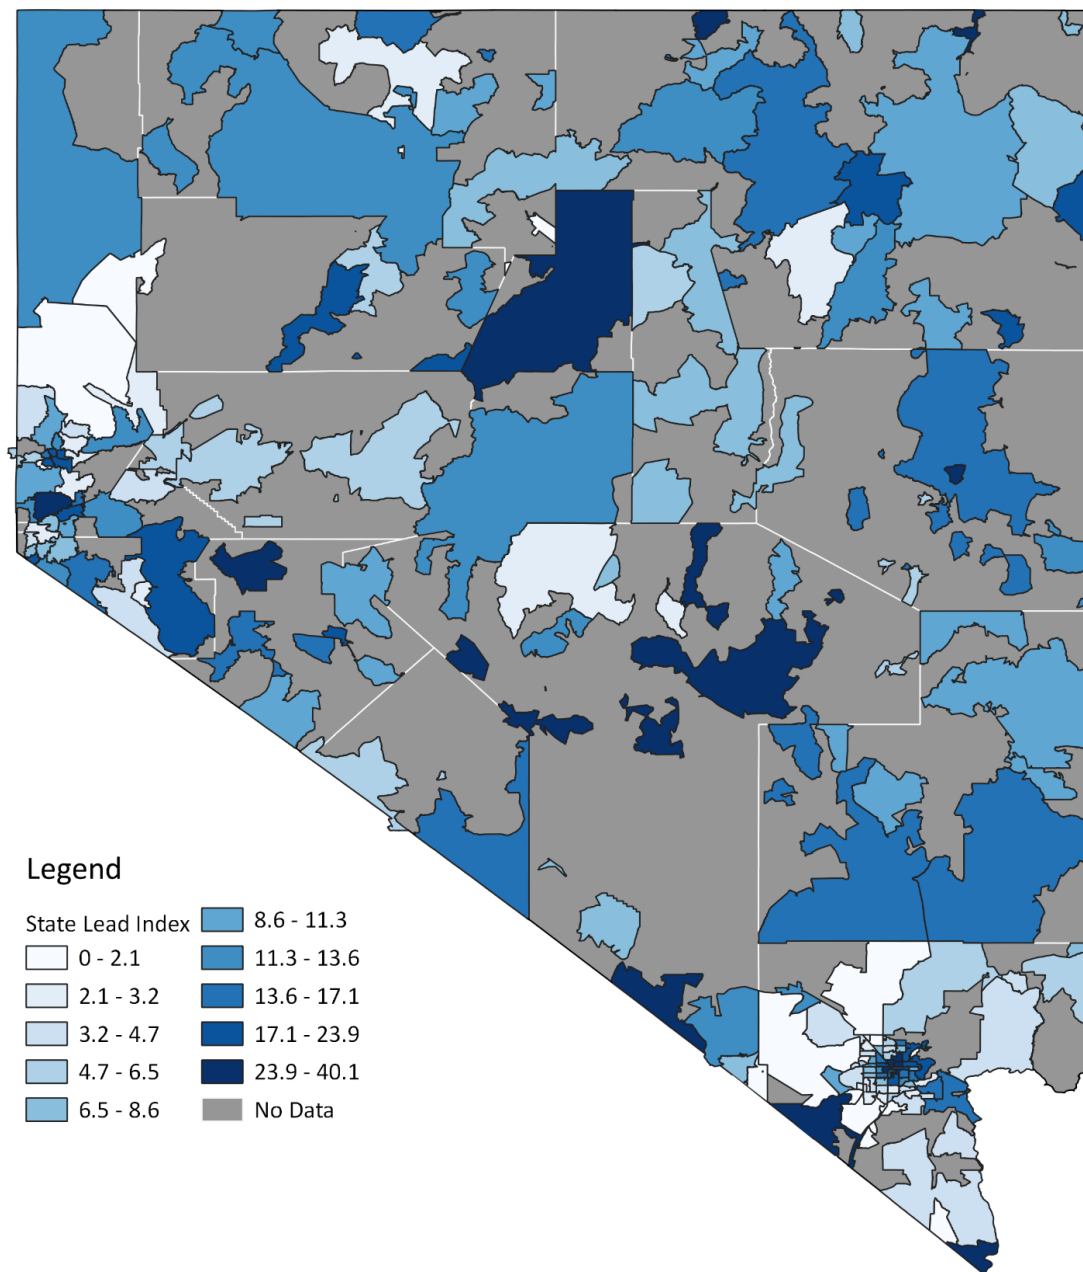 Legend
State Lead Index
0 - 2.1
2.1 - 3.2
3.2 - 4.7
4.7 - 6.5
6.5 - 8.6
8.6 - 11.3
11.3 - 13.6
13.6 - 17.1
17.1 - 23.9
23.9 - 40.1
No Data